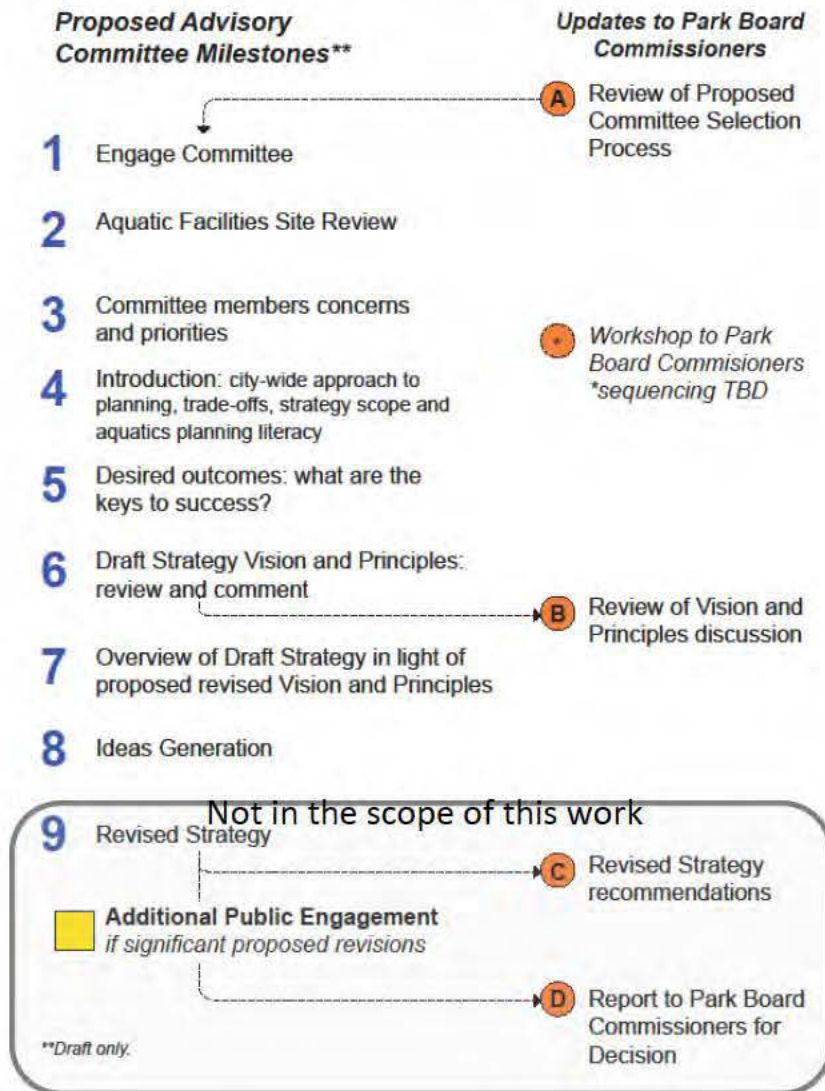 Proposed Advisory
Committee Milestones**
Updates to Park Board
Commissioners
A
Review of Proposed
Committee Selection
Process
1
Engage Committee
2
Aquatic Facilities Site Review
3
Committee members concerns
and priorities
*
Workshop to Park
Board Commisioners
*sequencing TBD
4
Introduction: city-wide approach to
planning, trade-offs, strategy scope and
aquatics planning literacy
5
Desired outcomes: what are the
keys to success?
6
Draft Strategy Vision and Principles:
review and comment
B
Review of Vision and
Principles discussion
7
Overview of Draft Strategy in light of
proposed revised Vision and Principles
8
Ideas Generation
Not in the scope of this work
9
Revised Strategy
C
Revised Strategy
recommendations
Additional Public Engagement
if significant proposed revisions
D
Report to Park Board
Commissioners for
Decision
**Draft only.